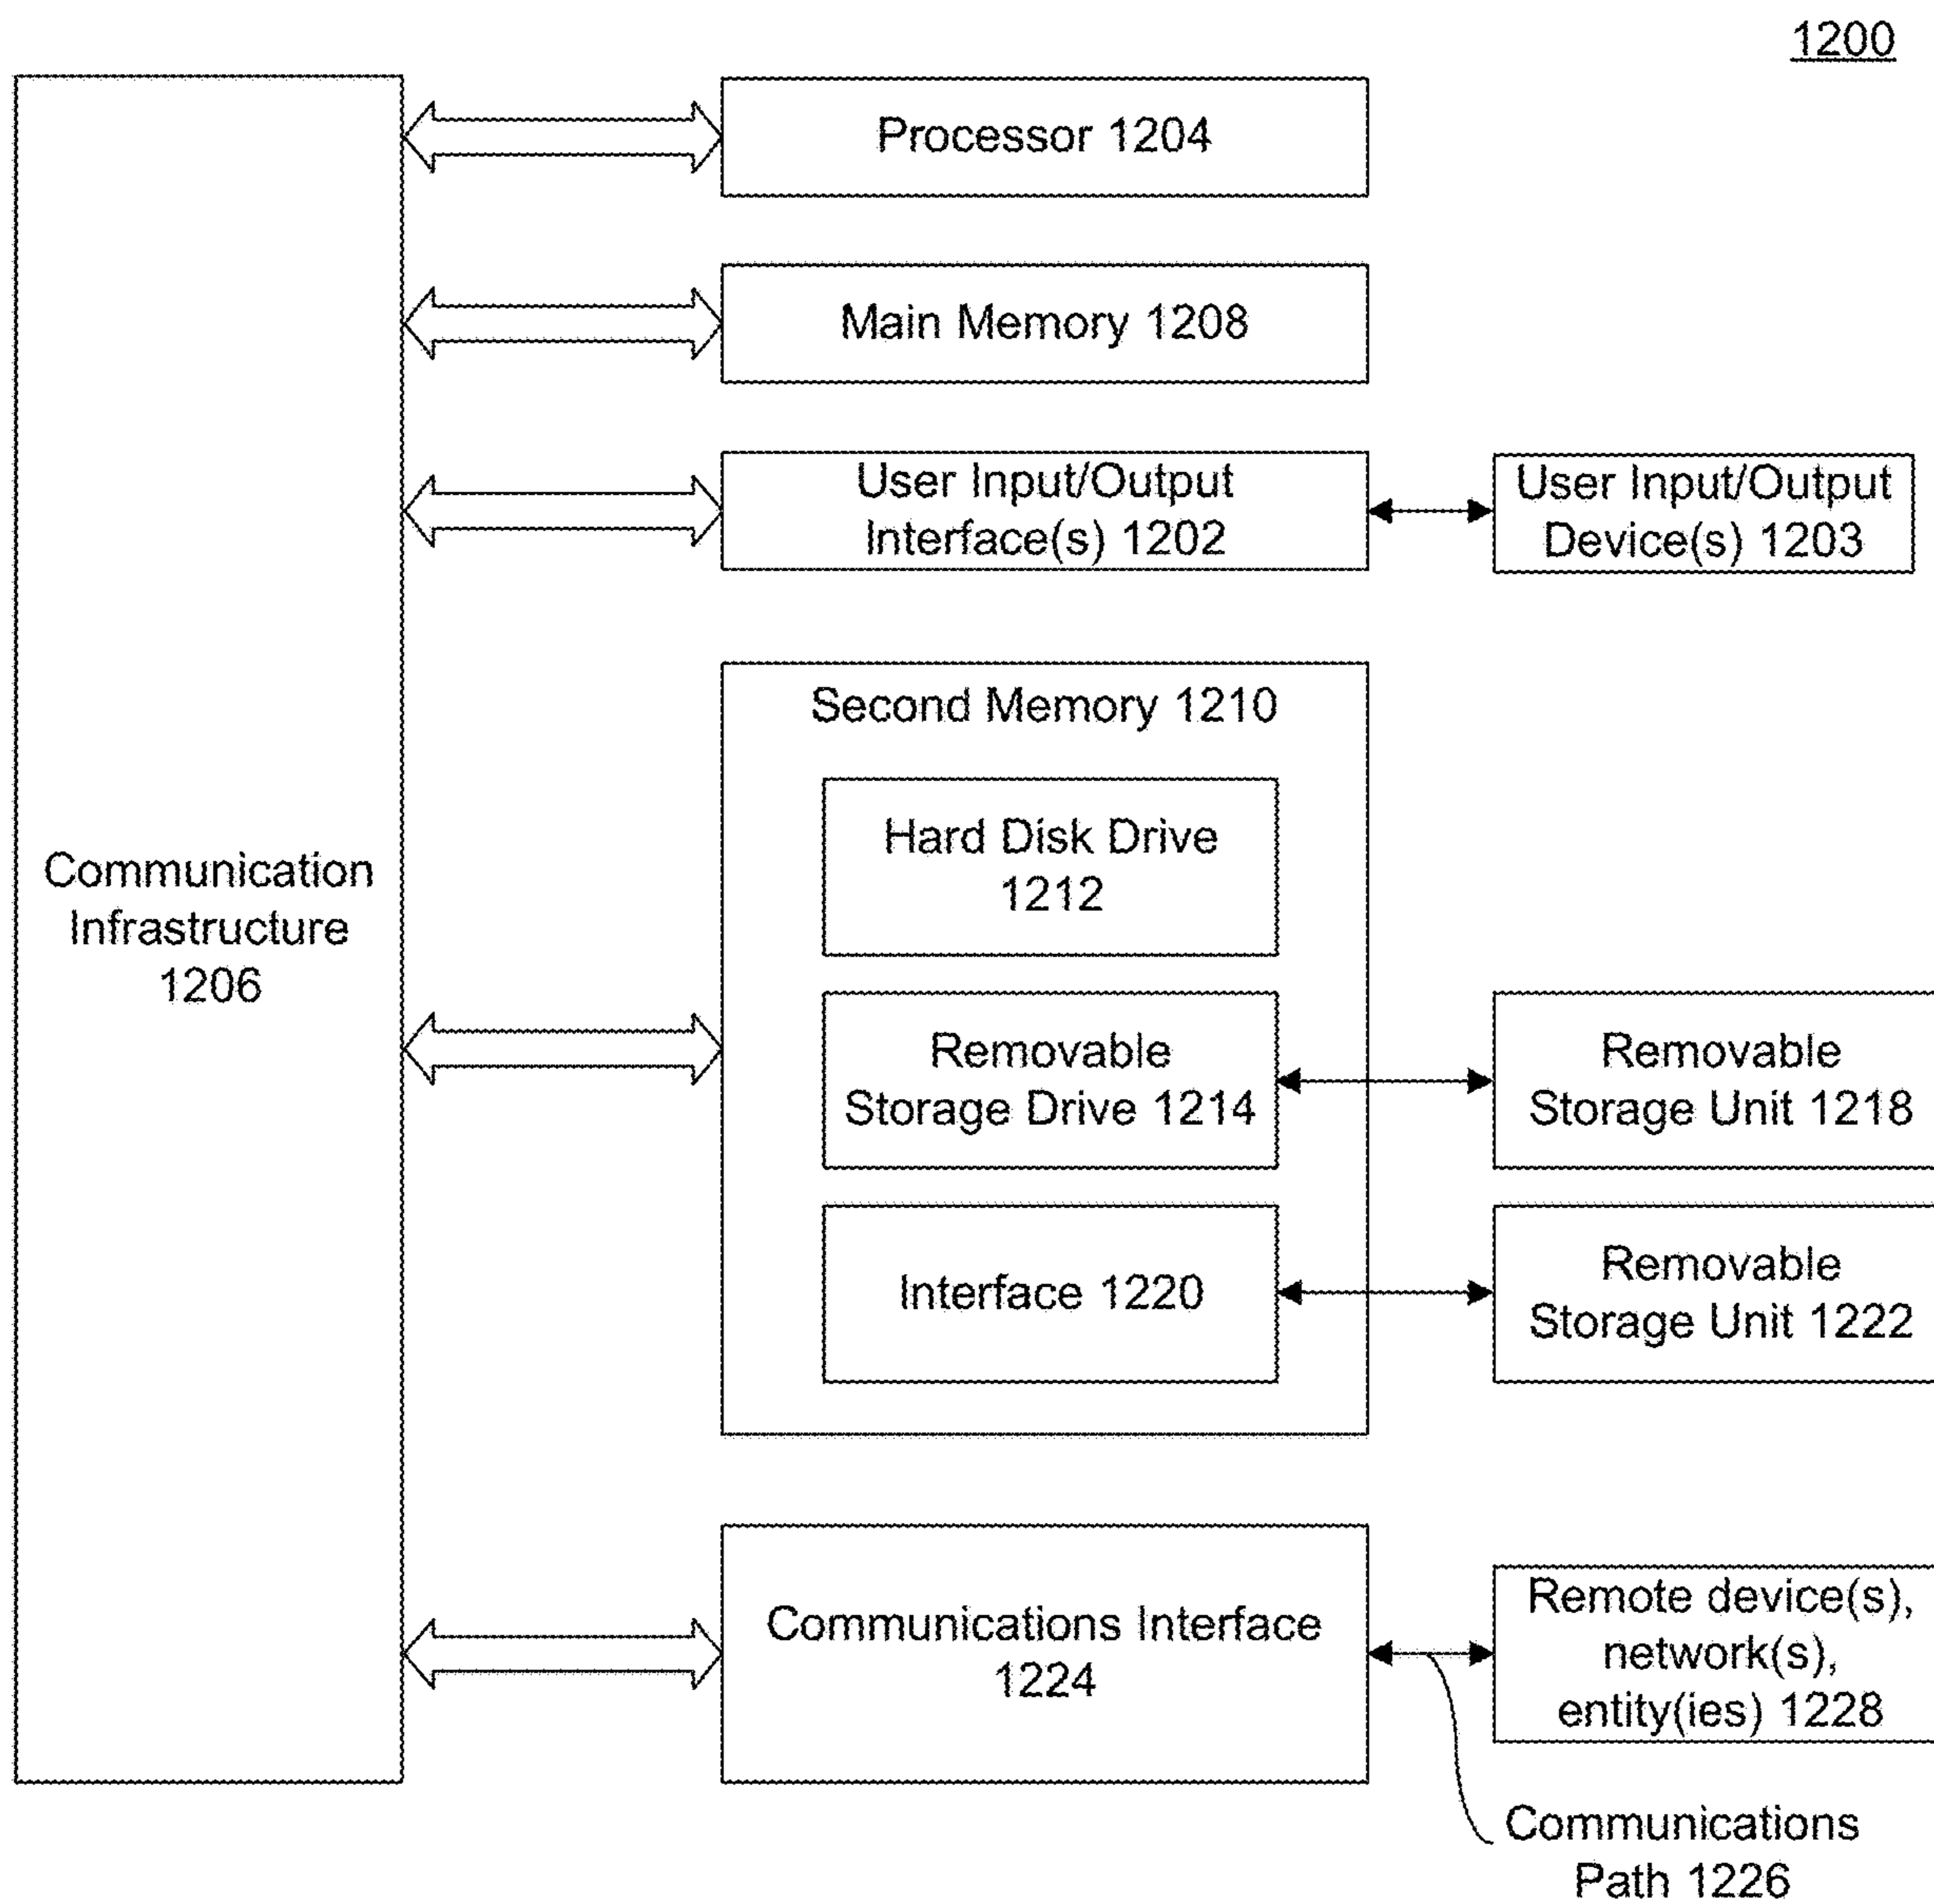 1200
Processor 1204
Main Memory 1208
User Input/Output
Interface(s) 1202
User Input/Output
Device(s) 1203
Second Memory 1210
Hard Disk Drive
1212
Communication
Infrastructure
1206
Removable
Storage Drive 1214
Removable
Storage Unit 1218
Interface 1220
Removable
Storage Unit 1222
Communications Interface
1224
Remote device(s),
network(s),
entity(ies) 1228
Communications
Path 1226